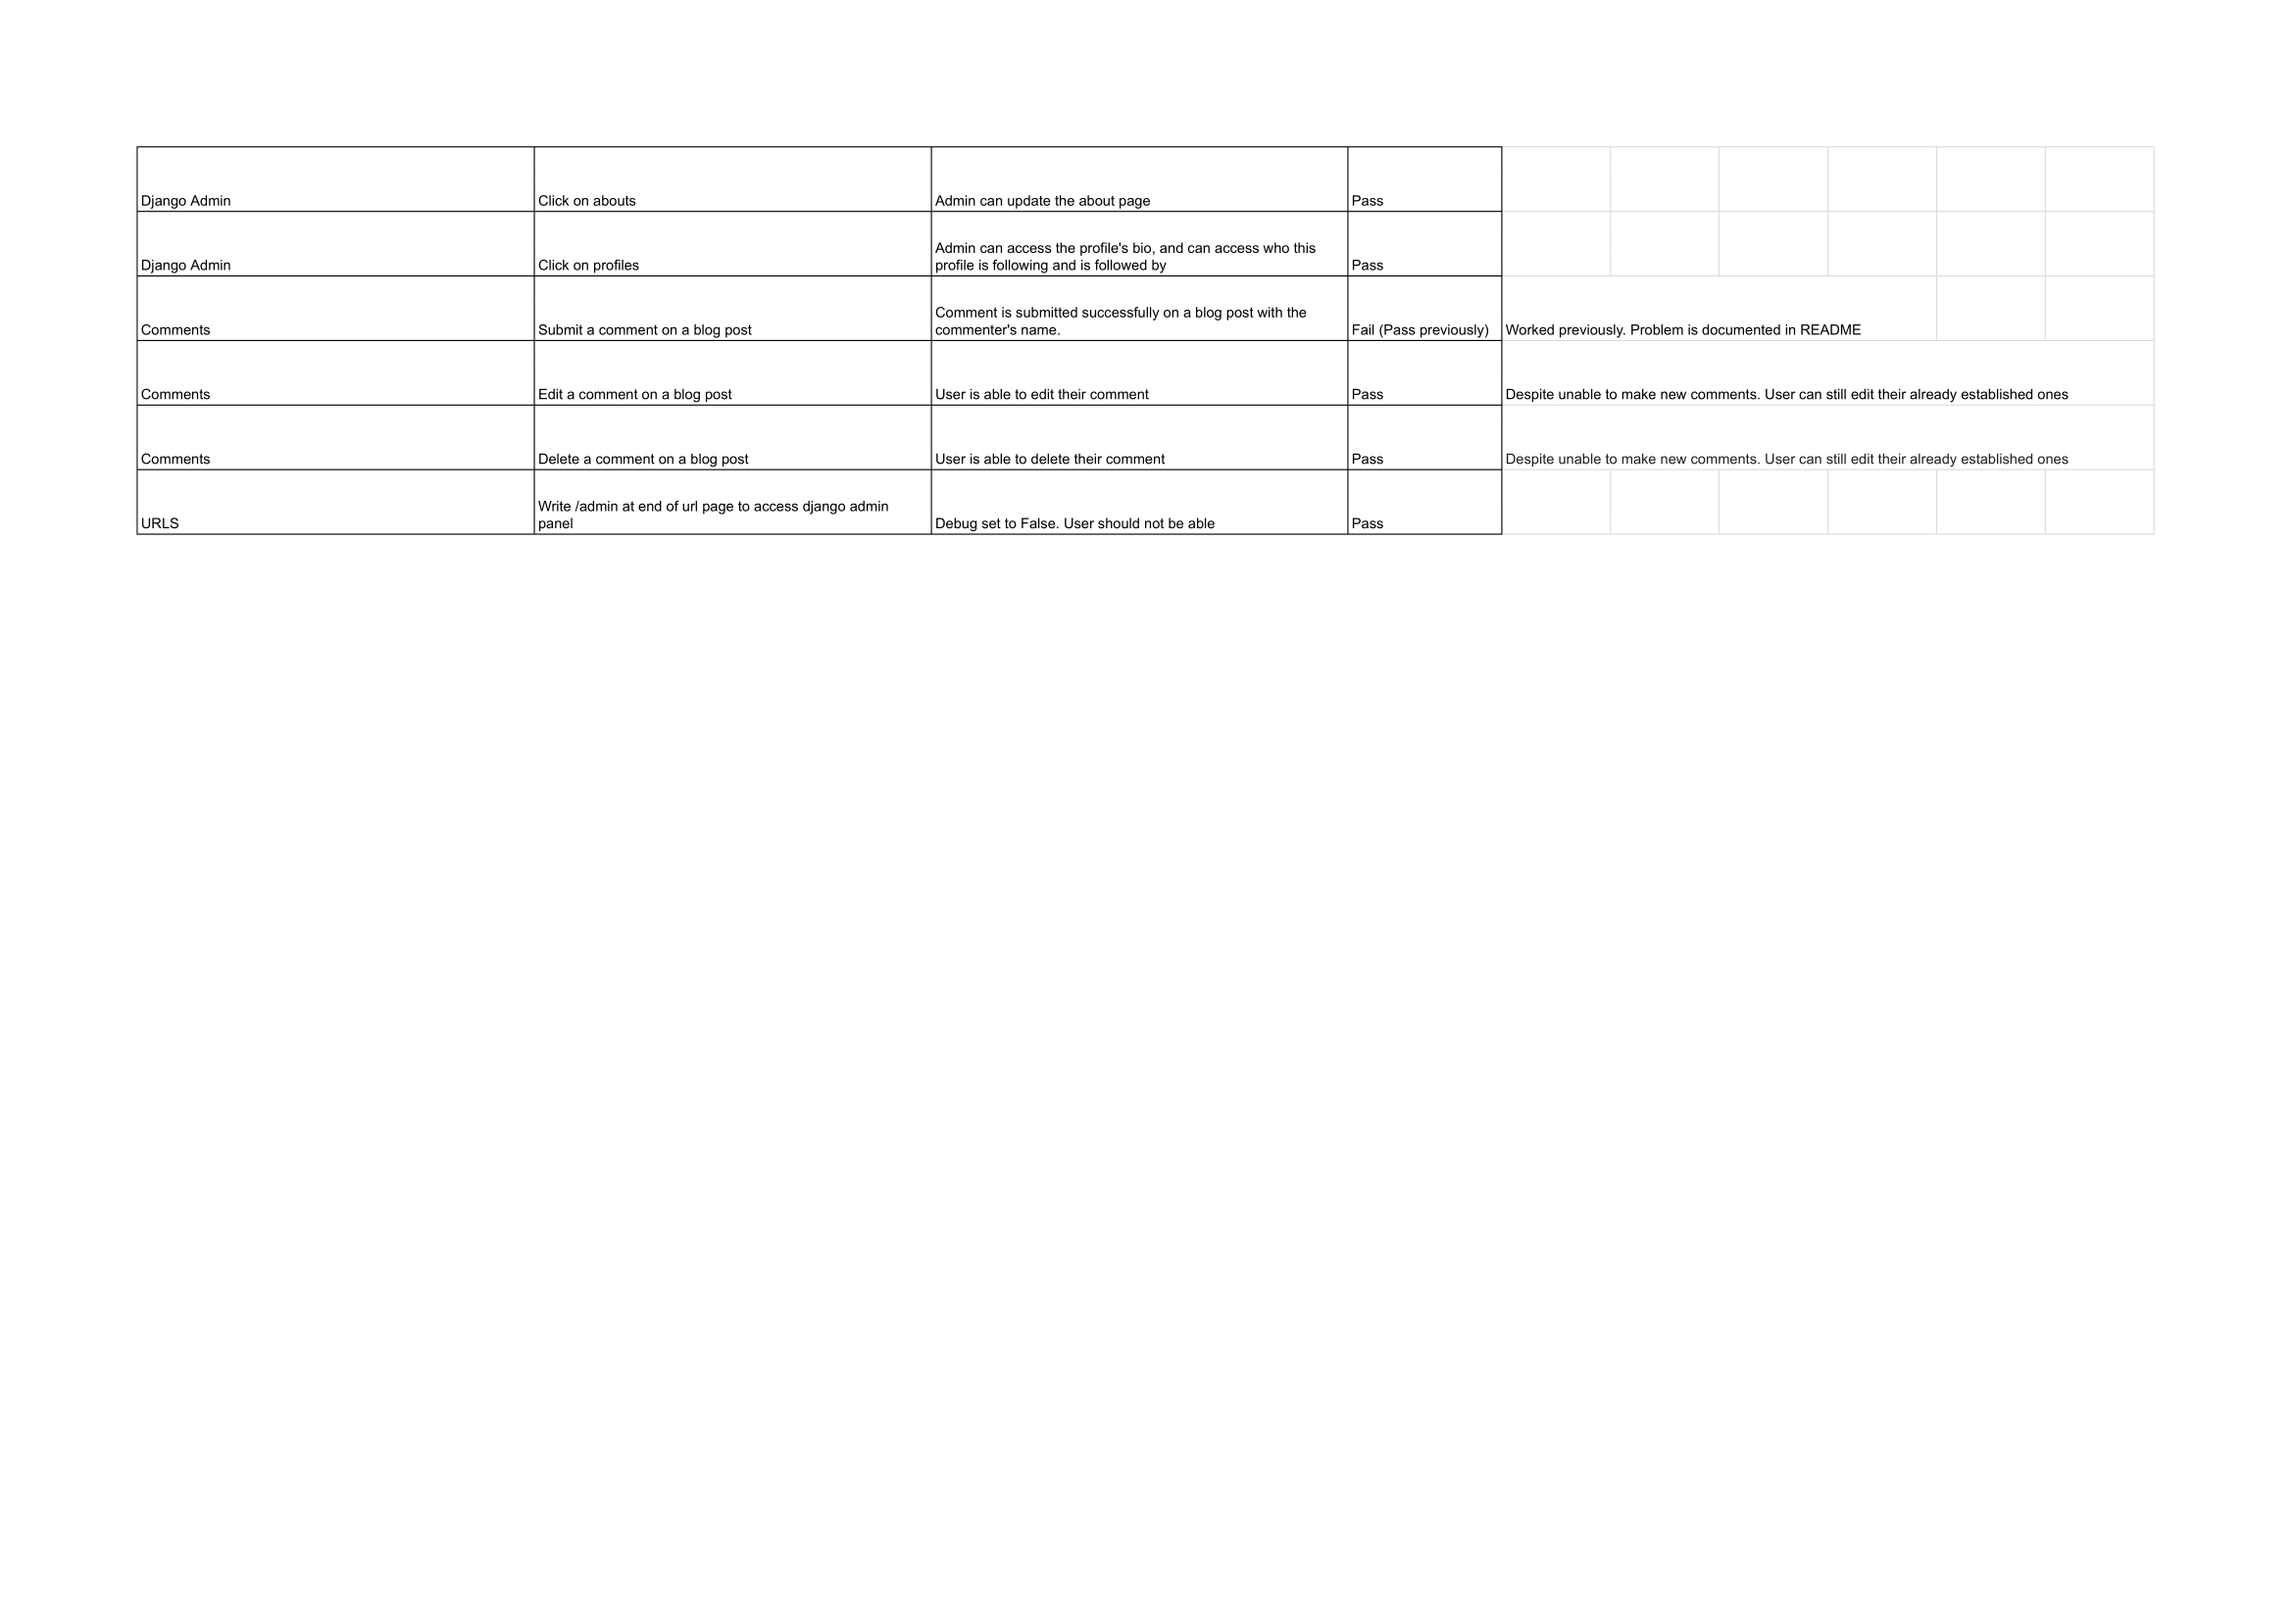 Django Admin
Click on abouts
Admin can update the about page
Pass
Django Admin
Click on profiles
Admin can access the profile's bio, and can access who this
profile is following and is followed by
Pass
Comments
Submit a comment on a blog post
Comment is submitted successfully on a blog post with the
commenter's name.
Fail (Pass previously)
Worked previously. Problem is documented in README
Comments
Edit a comment on a blog post
User is able to edit their comment
Pass
Despite unable to make new comments. User can still edit their already established ones
Comments
Delete a comment on a blog post
User is able to delete their comment
Pass
Despite unable to make new comments. User can still edit their already established ones
URLS
Write /admin at end of url page to access django admin
panel
Debug set to False. User should not be able
Pass